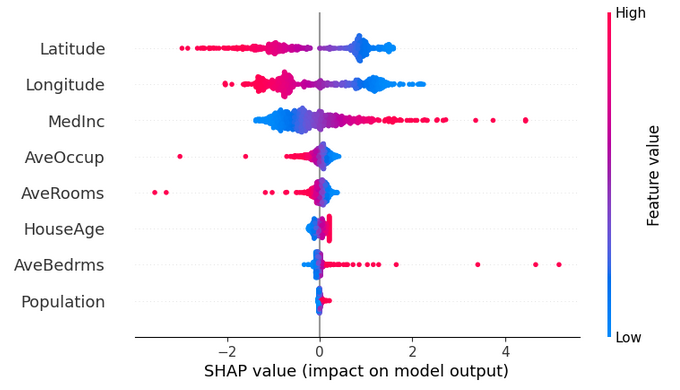 High
Latitude
Longitude
MedInc
AveOccup
AveRooms
HouseAge
AveBedrms
Population
Feature value
Low
−2 0 2 4
SHAP value (impact on model output)